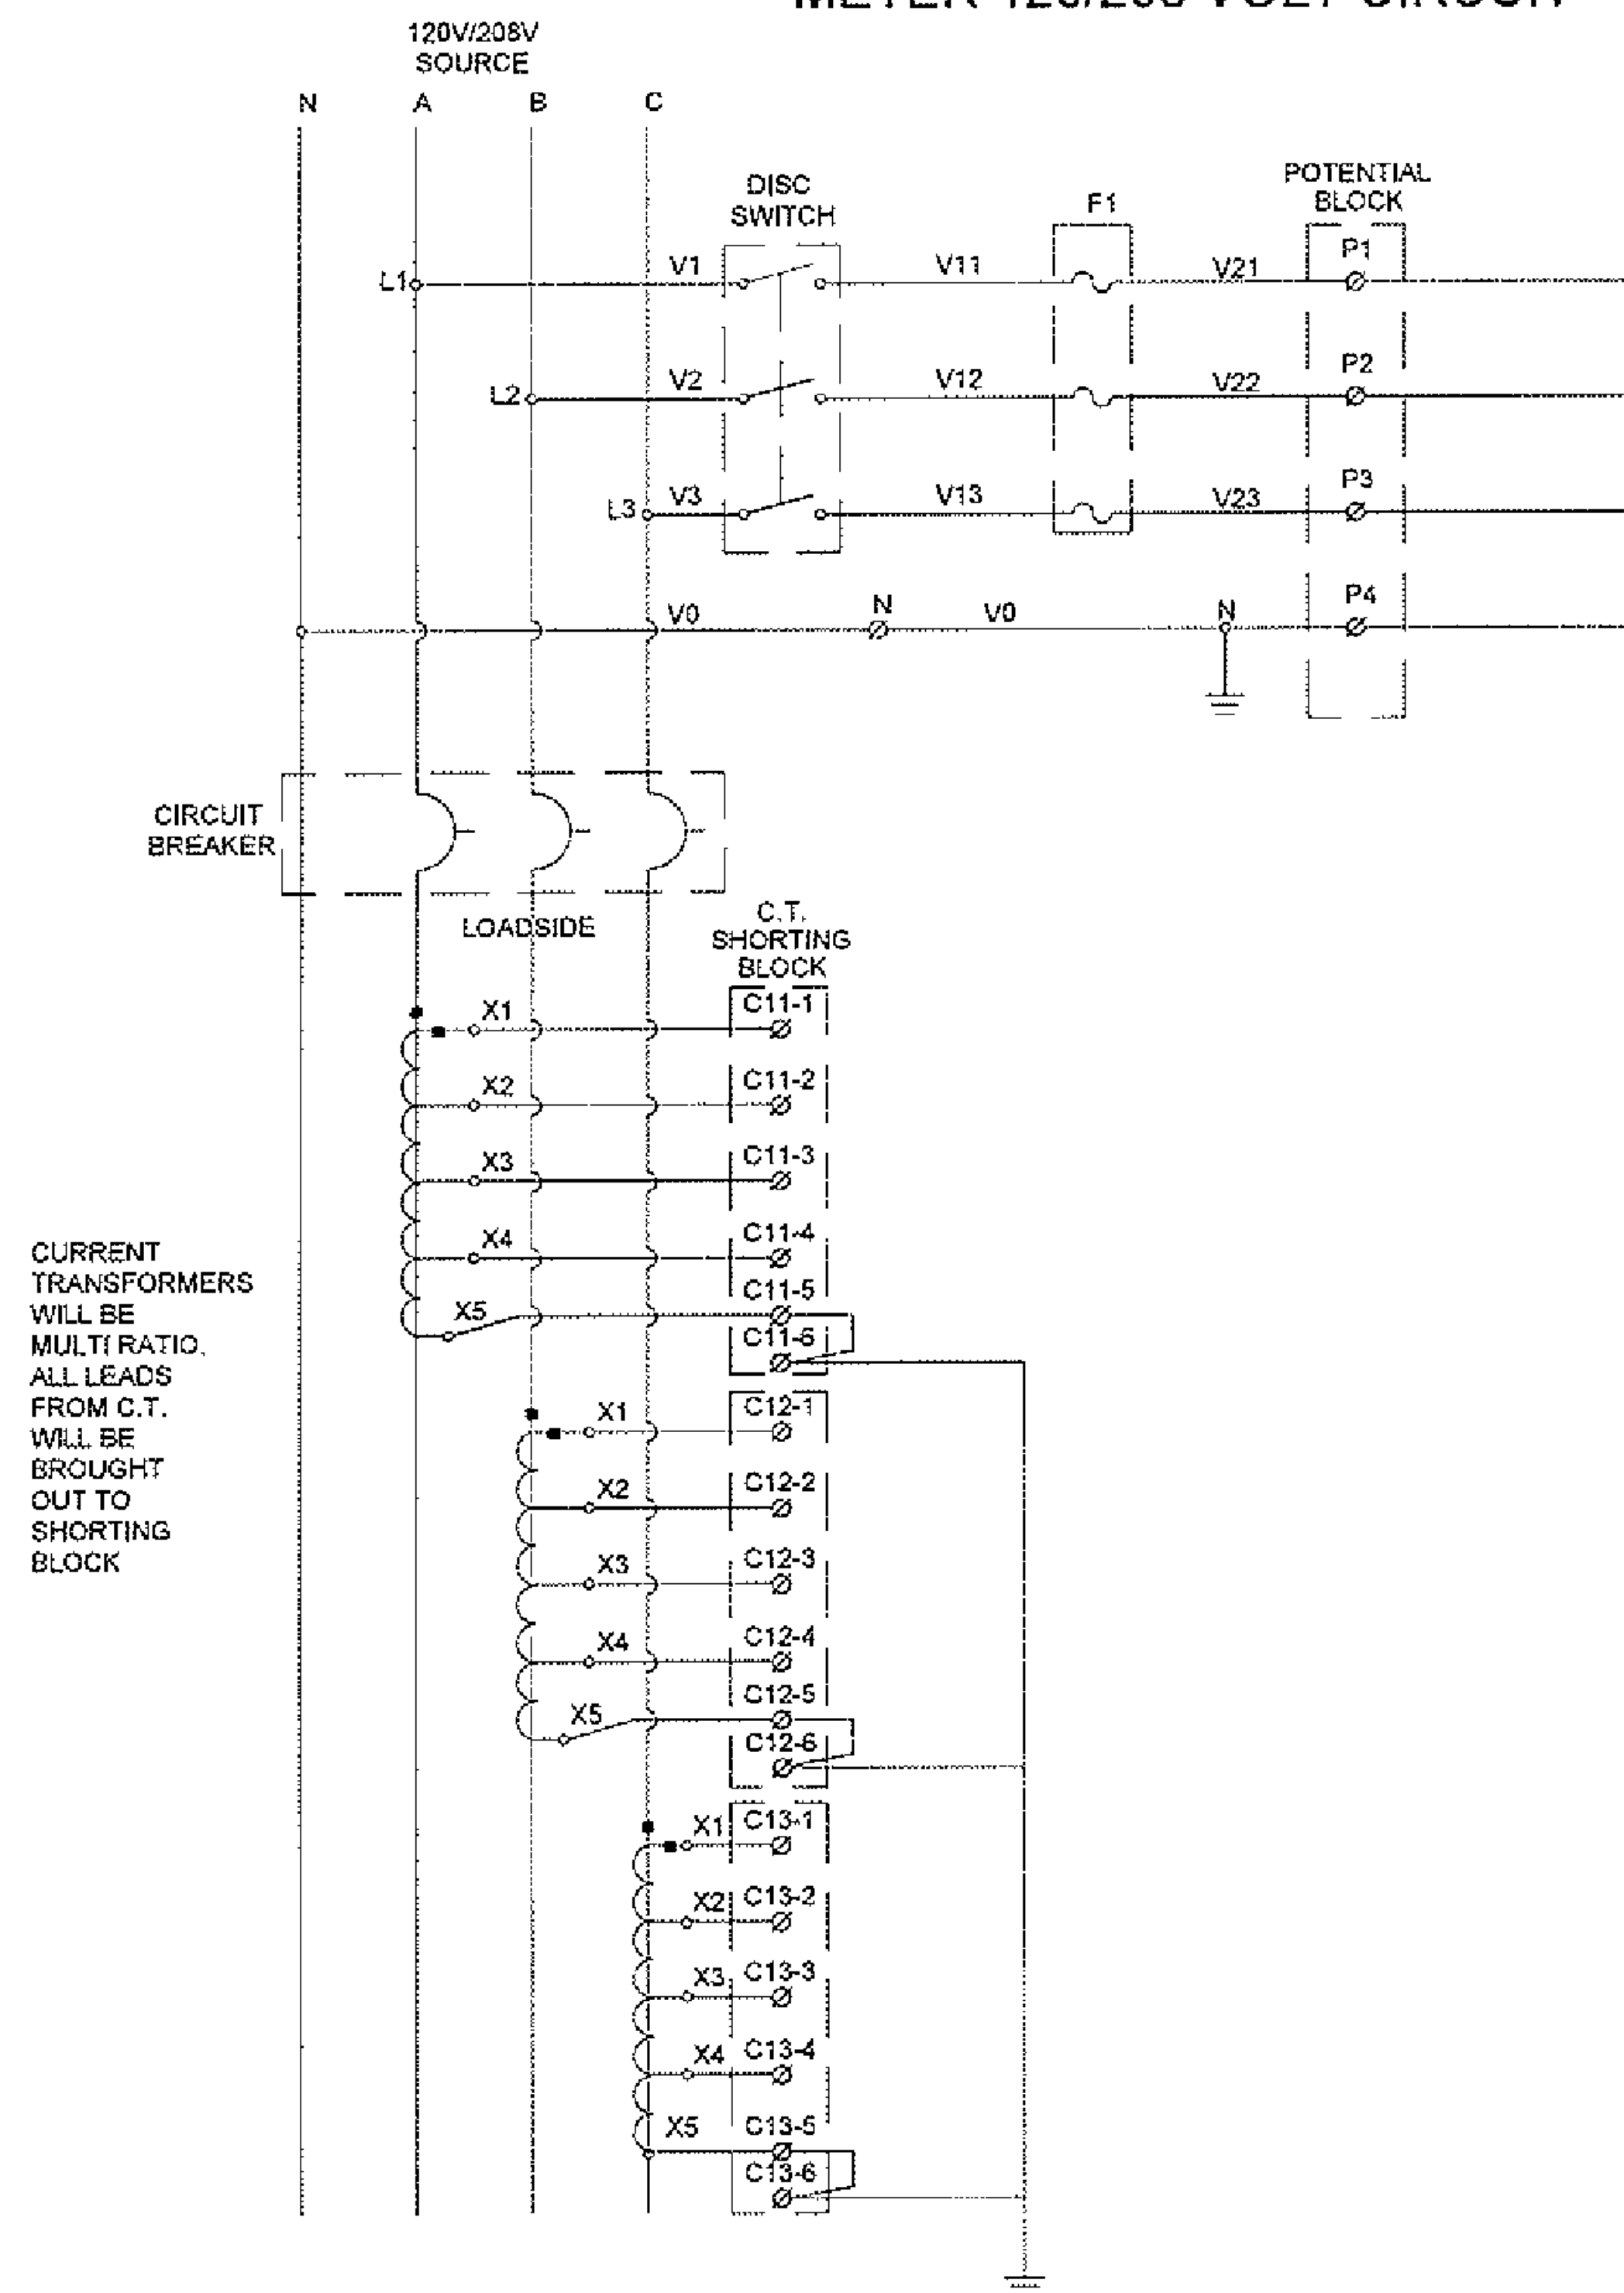 120V/208V
SOURCE
N A B C
DISC
SWITCH
F1
POTENTIAL
BLOCK
P1
L1 V1 V11 V21
P2
L2 V2 V12 V22
P3
L3 V3 V13 V23
P4
V0 N V0 N
CIRCUIT
BREAKER
LOADSIDE
C.T.
SHORTING
BLOCK
X1 C11-1
X2 C11-2
X3 C11-3
X4 C11-4
X5 C11-5
C11-6
CURRENT
TRANSFORMERS
WILL BE
MULTI RATIO.
ALL LEADS
FROM C.T.
WILL BE
BROUGHT
OUT TO
SHORTING
BLOCK
X1 C12-1
X2 C12-2
X3 C12-3
X4 C12-4
X5 C12-5
C12-6
X1 C13-1
X2 C13-2
X3 C13-3
X4 C13-4
X5 C13-5
C13-6